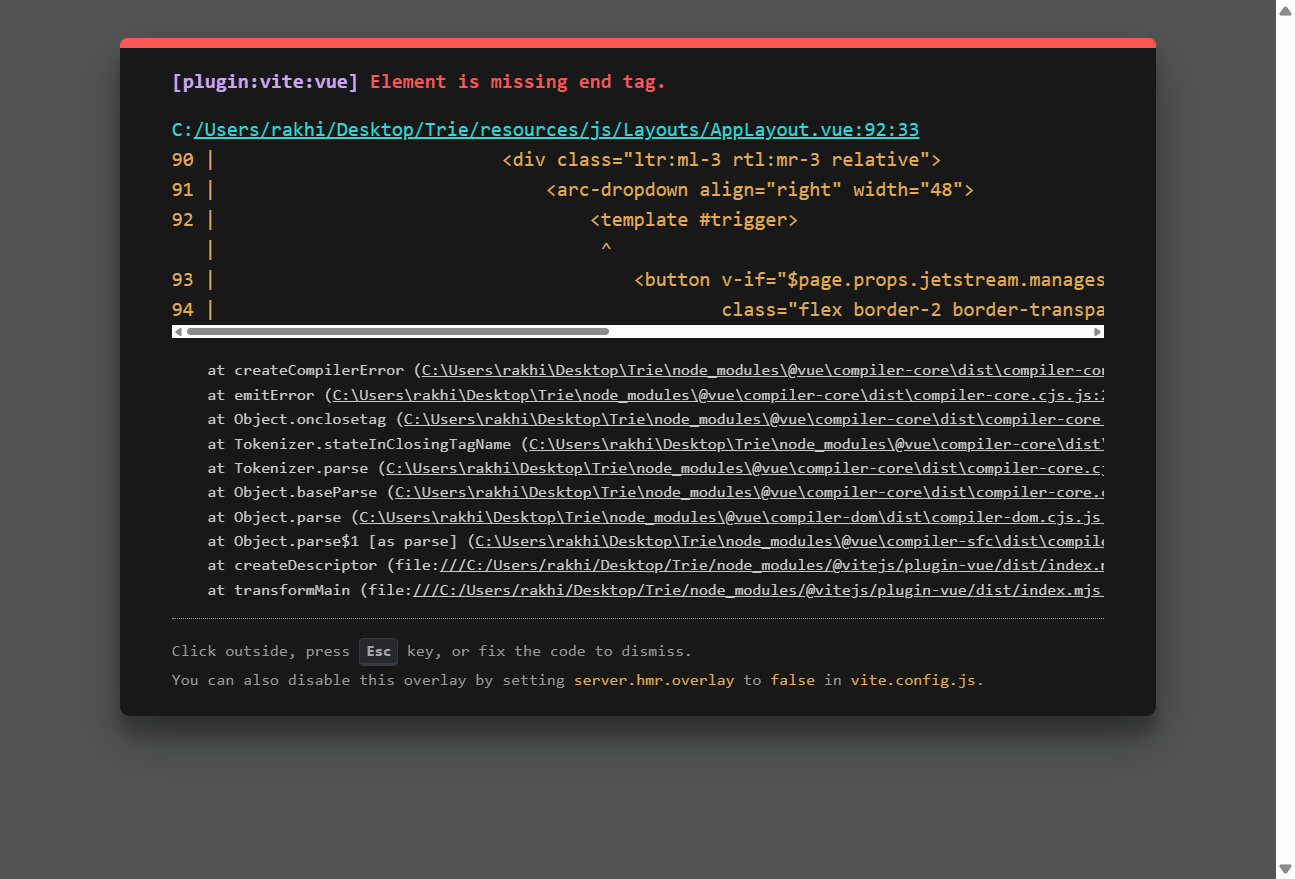 [plugin:vite:vue] Element is missing end tag.
C:/Users/rakhi/Desktop/Trie/resources/js/Layouts/AppLayout.vue:92:33
90 |                          <div class="ltr:ml-3 rtl:mr-3 relative">
91 |                              <arc-dropdown align="right" width="48">
92 |                                  <template #trigger>
   |                                   ^
93 |                                      <button v-if="$page.props.jetstream.manages
94 |                                              class="flex border-2 border-transpa
at createCompilerError (C:\Users\rakhi\Desktop\Trie\node_modules\@vue\compiler-core\dist\compiler-co
at emitError (C:\Users\rakhi\Desktop\Trie\node_modules\@vue\compiler-core\dist\compiler-core.cjs.js:2
at Object.onclosetag (C:\Users\rakhi\Desktop\Trie\node_modules\@vue\compiler-core\dist\compiler-core.
at Tokenizer.stateInClosingTagName (C:\Users\rakhi\Desktop\Trie\node_modules\@vue\compiler-core\dist\
at Tokenizer.parse (C:\Users\rakhi\Desktop\Trie\node_modules\@vue\compiler-core\dist\compiler-core.cj
at Object.baseParse (C:\Users\rakhi\Desktop\Trie\node_modules\@vue\compiler-core\dist\compiler-core.c
at Object.parse (C:\Users\rakhi\Desktop\Trie\node_modules\@vue\compiler-dom\dist\compiler-dom.cjs.js
at Object.parse$1 [as parse] (C:\Users\rakhi\Desktop\Trie\node_modules\@vue\compiler-sfc\dist\compile
at createDescriptor (file:///C:/Users/rakhi/Desktop/Trie/node_modules/@vitejs/plugin-vue/dist/index.m
at transformMain (file:///C:/Users/rakhi/Desktop/Trie/node_modules/@vitejs/plugin-vue/dist/index.mjs
Click outside, press Esc key, or fix the code to dismiss.
You can also disable this overlay by setting server.hmr.overlay to false in vite.config.js.